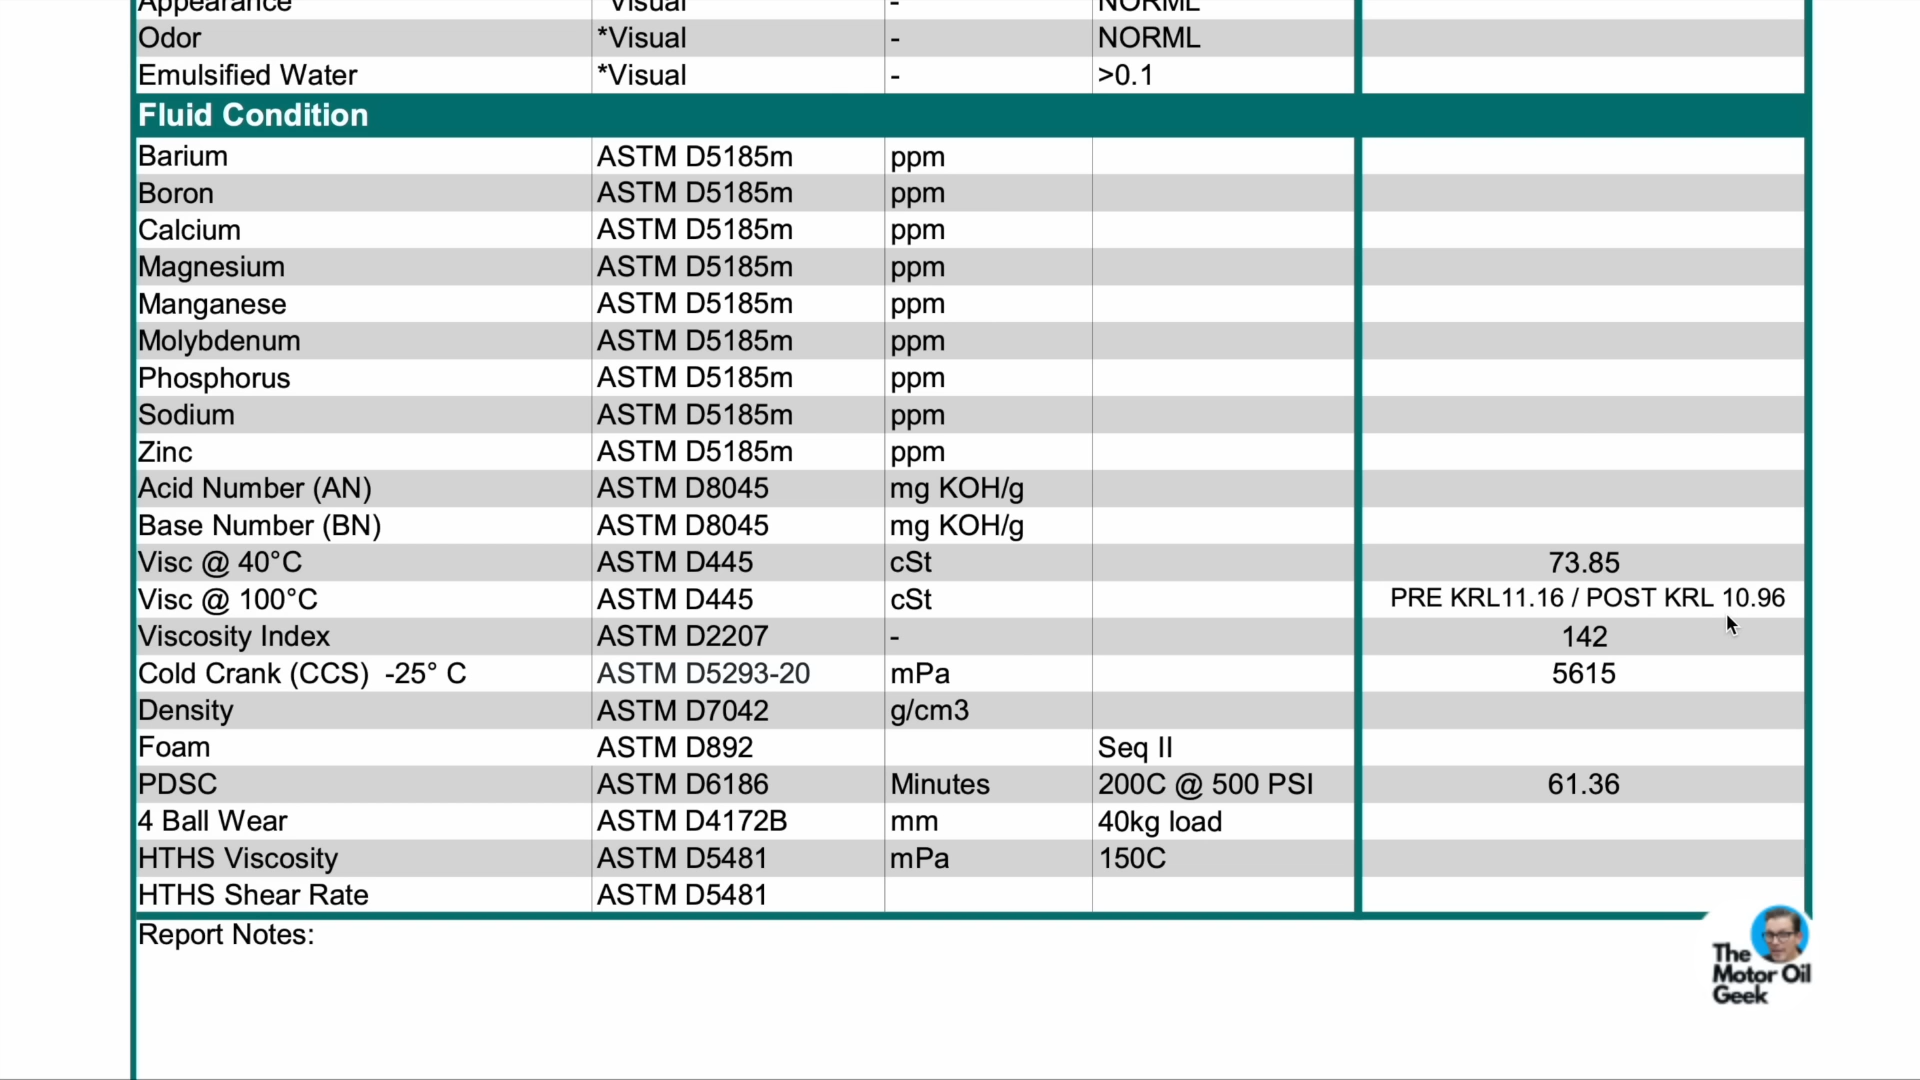 Appearance *Visual - NORML
Odor *Visual - NORML
Emulsified Water *Visual - >0.1
Fluid Condition
Barium ASTM D5185m ppm
Boron ASTM D5185m ppm
Calcium ASTM D5185m ppm
Magnesium ASTM D5185m ppm
Manganese ASTM D5185m ppm
Molybdenum ASTM D5185m ppm
Phosphorus ASTM D5185m ppm
Sodium ASTM D5185m ppm
Zinc ASTM D5185m ppm
Acid Number (AN) ASTM D8045 mg KOH/g
Base Number (BN) ASTM D8045 mg KOH/g
Visc @ 40°C ASTM D445 cSt 73.85
Visc @ 100°C ASTM D445 cSt PRE KRL11.16 / POST KRL 10.96
Viscosity Index ASTM D2207 - 142
Cold Crank (CCS) -25° C ASTM D5293-20 mPa 5615
Density ASTM D7042 g/cm3
Foam ASTM D892 Seq II
PDSC ASTM D6186 Minutes 200C @ 500 PSI 61.36
4 Ball Wear ASTM D4172B mm 40kg load
HTHS Viscosity ASTM D5481 mPa 150C
HTHS Shear Rate ASTM D5481
Report Notes:
The
Motor Oil
Geek